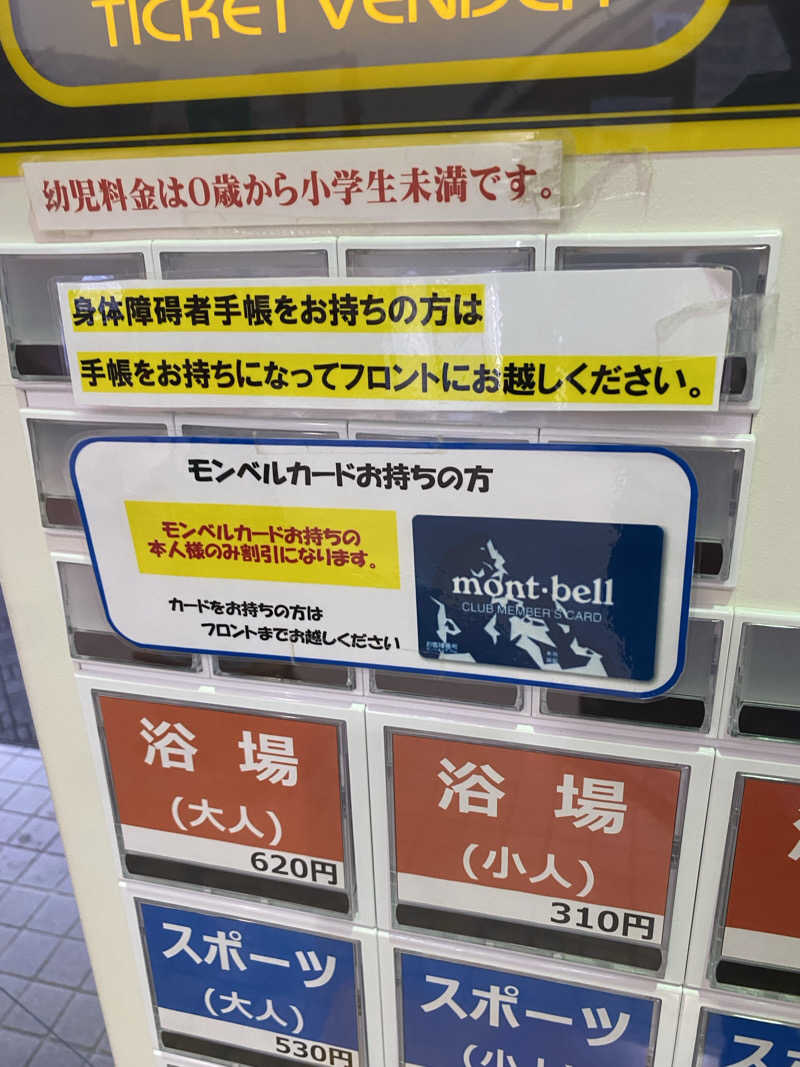 TICKET VENDER
幼児料金は0歳から小学生未満です。
身体障碍者手帳をお持ちの方は
手帳をお持ちになってフロントにお越しください。
モンベルカードお持ちの方
モンベルカードお持ちの
本人様のみ割引になります。
カードをお持ちの方は
フロントまでお越しください
mont-bell
CLUB MEMBER'S CARD
浴場
(大人)
620円
浴場
(小人)
310円
スポーツ
(大人)
530円
スポーツ
(小人)
ス